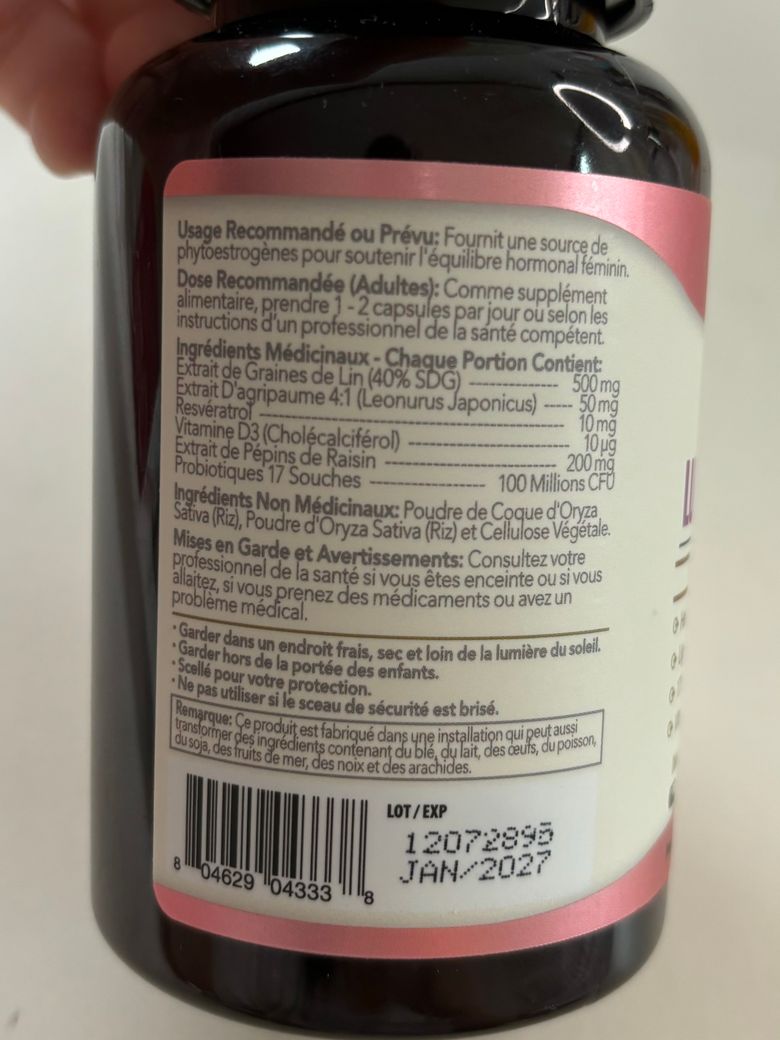 Usage Recommandé ou Prévu: Fournit une source de
phytoestrogènes pour soutenir l'équilibre hormonal féminin.
Dose Recommandée (Adultes): Comme supplément
alimentaire, prendre 1 - 2 capsules par jour ou selon les
instructions d'un professionnel de la santé compétent.
Ingrédients Médicinaux - Chaque Portion Contient:
Extrait de Graines de Lin (40% SDG) ------------- 500 mg
Extrait D'agripaume 4:1 (Leonurus Japonicus) ----- 50 mg
Resvératrol ------------- 10 mg
Vitamine D3 (Cholécalciférol) ------------- 10 µg
Extrait de Pépins de Raisin ------------- 200 mg
Probiotiques 17 Souches ------------- 100 Millions CFU
Ingrédients Non Médicinaux: Poudre de Coque d'Oryza
Sativa (Riz), Poudre d'Oryza Sativa (Riz) et Cellulose Végétale.
Mises en Garde et Avertissements: Consultez votre
professionnel de la santé si vous êtes enceinte ou si vous
allaitez, si vous prenez des médicaments ou avez un
problème médical.
• Garder dans un endroit frais, sec et loin de la lumière du soleil.
• Garder hors de la portée des enfants.
• Scellé pour votre protection.
• Ne pas utiliser si le sceau de sécurité est brisé.
Remarque: Ce produit est fabriqué dans une installation qui peut aussi
transformer des ingrédients contenant du blé, du lait, des œufs, du poisson,
du soja, des fruits de mer, des noix et des arachides.
LOT / EXP
12072895
JAN/2027
8 04629 04333 8